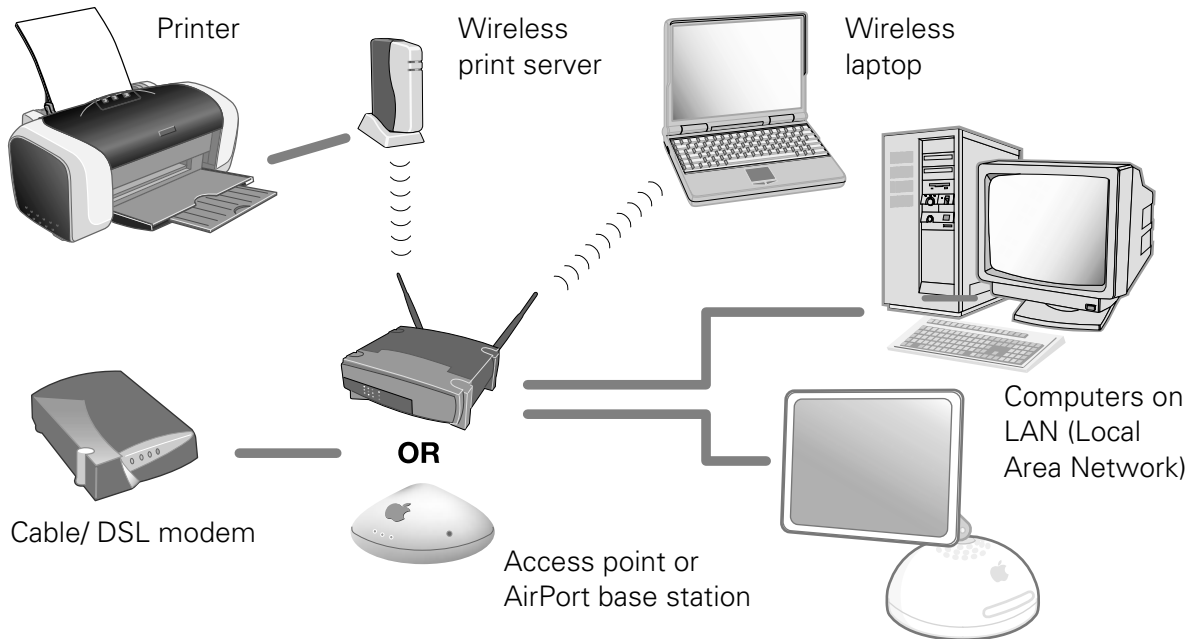 Printer
Wireless
print server
Wireless
laptop
Computers on
LAN (Local
Area Network)
OR
Cable/ DSL modem
Access point or
AirPort base station